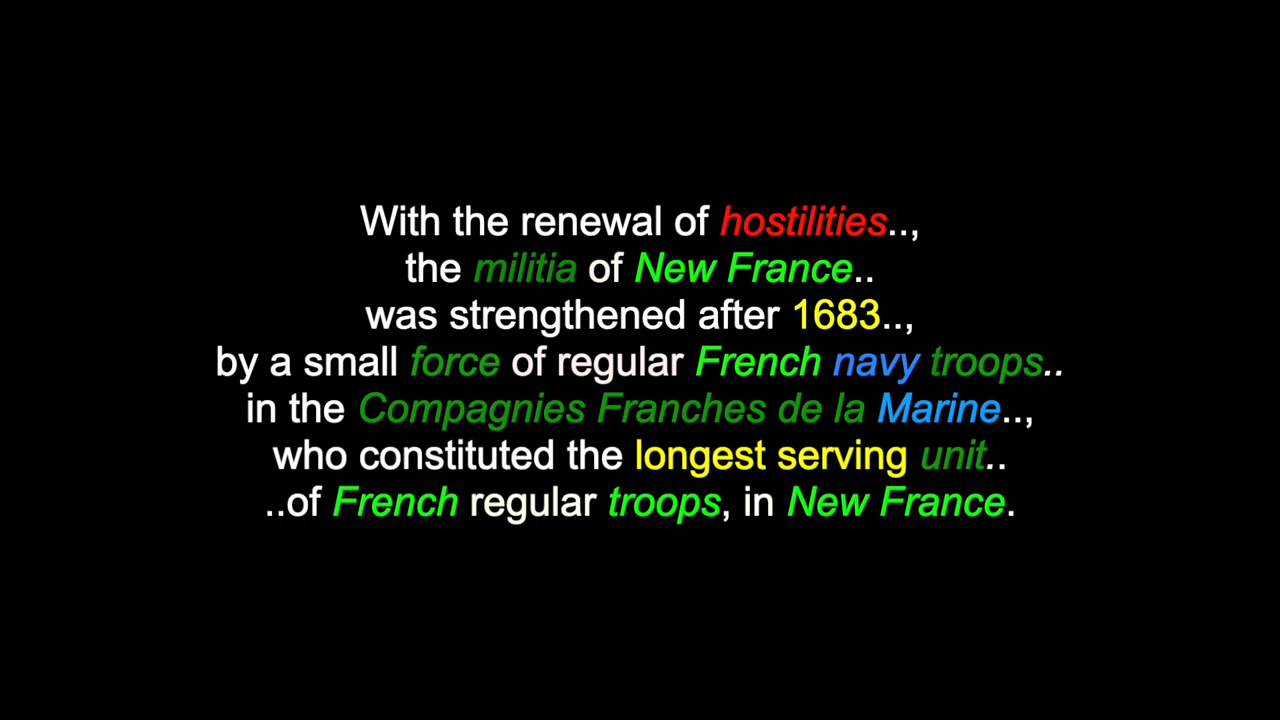 With the renewal of hostilities..,
the militia of New France..
was strengthened after 1683..,
by a small force of regular French navy troops..
in the Compagnies Franches de la Marine..,
who constituted the longest serving unit..
..of French regular troops, in New France.